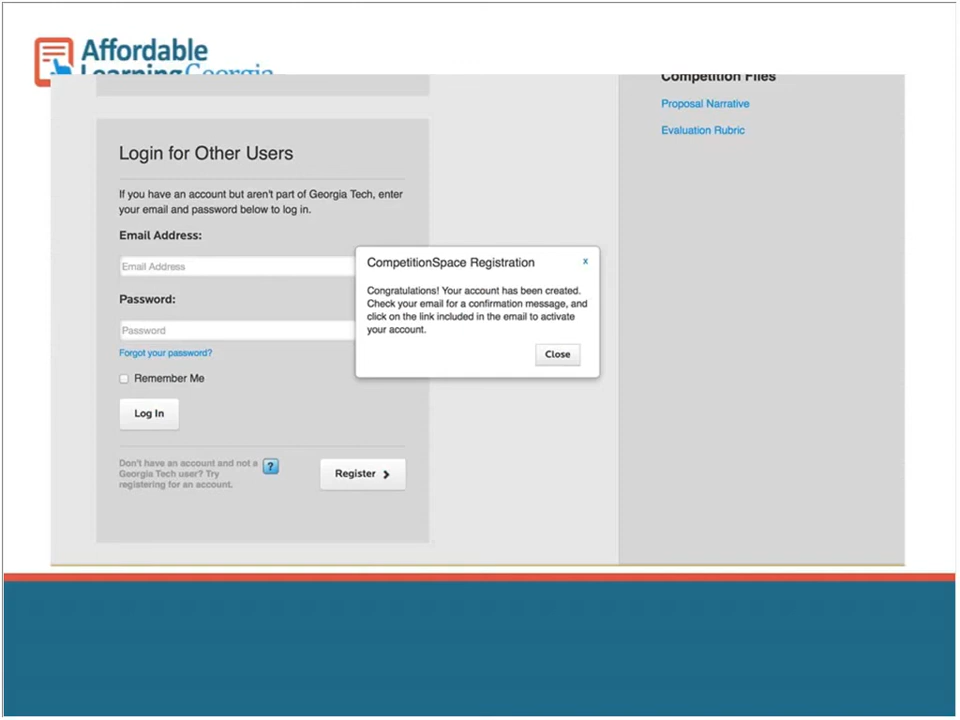 Affordable
Learning Georgia
Competition Files
Proposal Narrative
Evaluation Rubric
Login for Other Users
If you have an account but aren't part of Georgia Tech, enter
your email and password below to log in.
Email Address:
Email Address
Password:
Password
Forgot your password?
Remember Me
Log In
Don't have an account and not a
Georgia Tech user? Try
registering for an account.
?
Register
CompetitionSpace Registration
x
Congratulations! Your account has been created.
Check your email for a confirmation message, and
click on the link included in the email to activate
your account.
Close